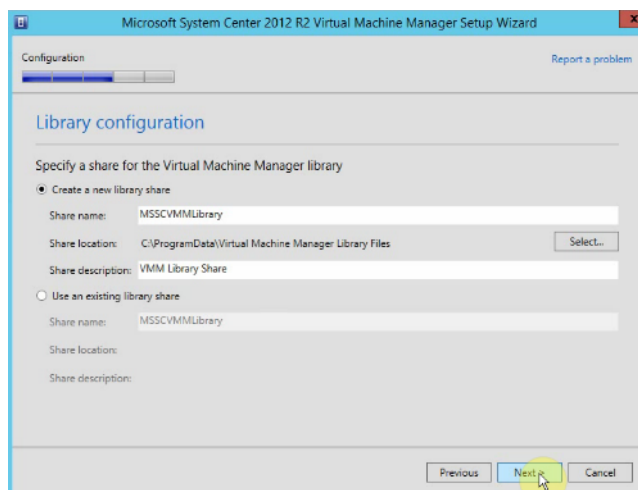 Microsoft System Center 2012 R2 Virtual Machine Manager Setup Wizard
x
Configuration
Report a problem
Library configuration
Specify a share for the Virtual Machine Manager library
Create a new library share
Share name: MSSCVMMLibrary
Share location: C:\ProgramData\Virtual Machine Manager Library Files Select...
Share description: VMM Library Share
Use an existing library share
Share name: MSSCVMMLibrary
Share location:
Share description:
Previous Next > Cancel